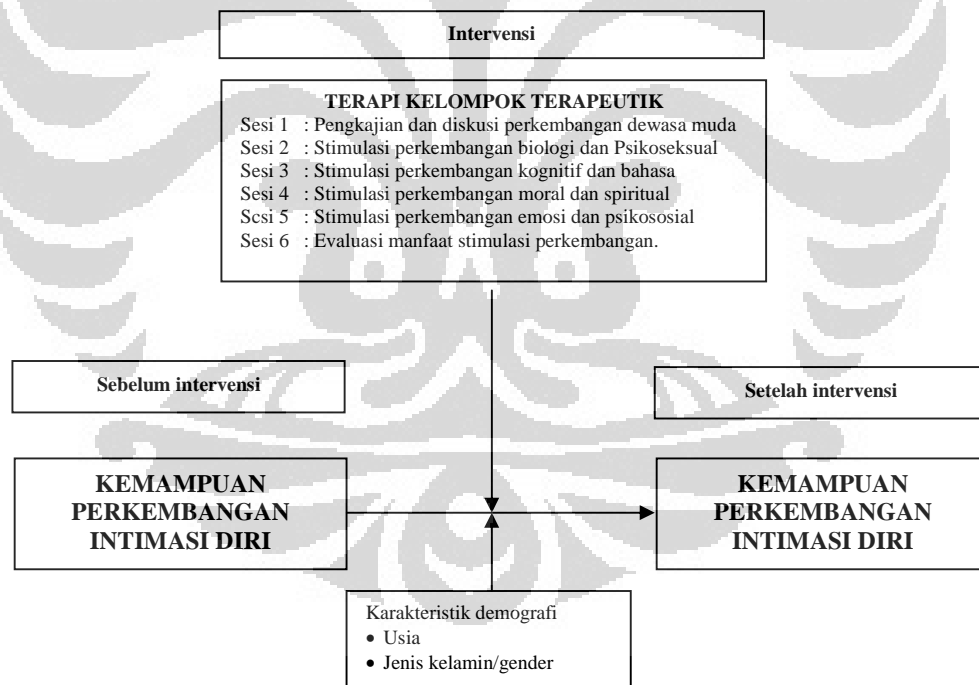 Intervensi
TERAPI KELOMPOK TERAPEUTIK
Sesi 1 : Pengkajian dan diskusi perkembangan dewasa muda
Sesi 2 : Stimulasi perkembangan biologi dan Psikoseksual
Sesi 3 : Stimulasi perkembangan kognitif dan bahasa
Sesi 4 : Stimulasi perkembangan moral dan spiritual
Sesi 5 : Stimulasi perkembangan emosi dan psikososial
Sesi 6 : Evaluasi manfaat stimulasi perkembangan.
Sebelum intervensi
Setelah intervensi
KEMAMPUAN
PERKEMBANGAN
INTIMASI DIRI
KEMAMPUAN
PERKEMBANGAN
INTIMASI DIRI
Karakteristik demografi
• Usia
• Jenis kelamin/gender